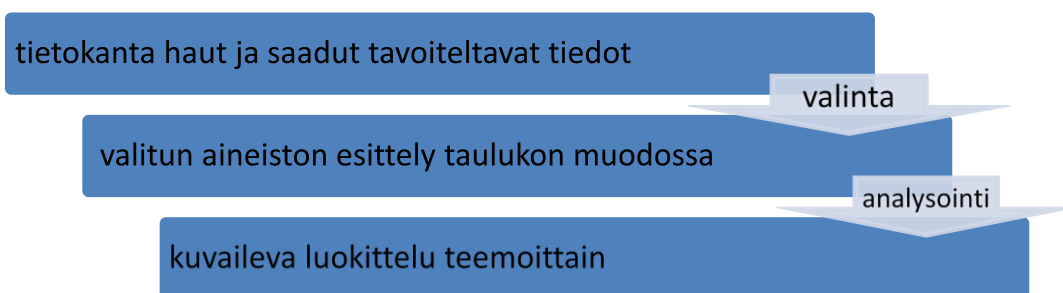 tietokanta haut ja saadut tavoiteltavat tiedot
valinta
valitun aineiston esittely taulukon muodossa
analysointi
kuvaileva luokittelu teemoittain